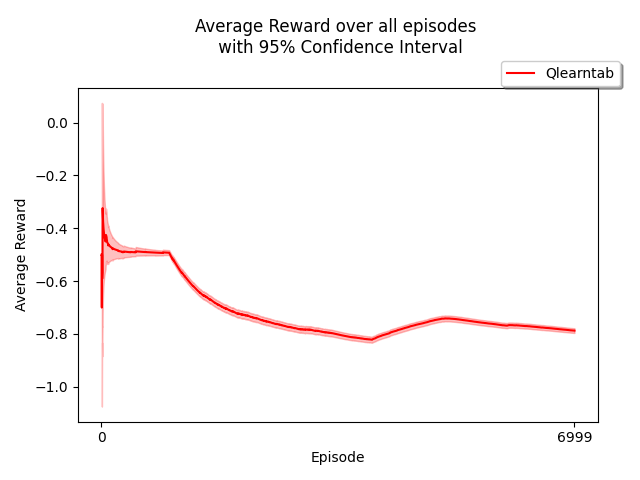 Average Reward over all episodes
with 95% Confidence Interval
Qlearntab
0.0
−0.2
−0.4
−0.6
−0.8
−1.0
Average Reward
0
6999
Episode